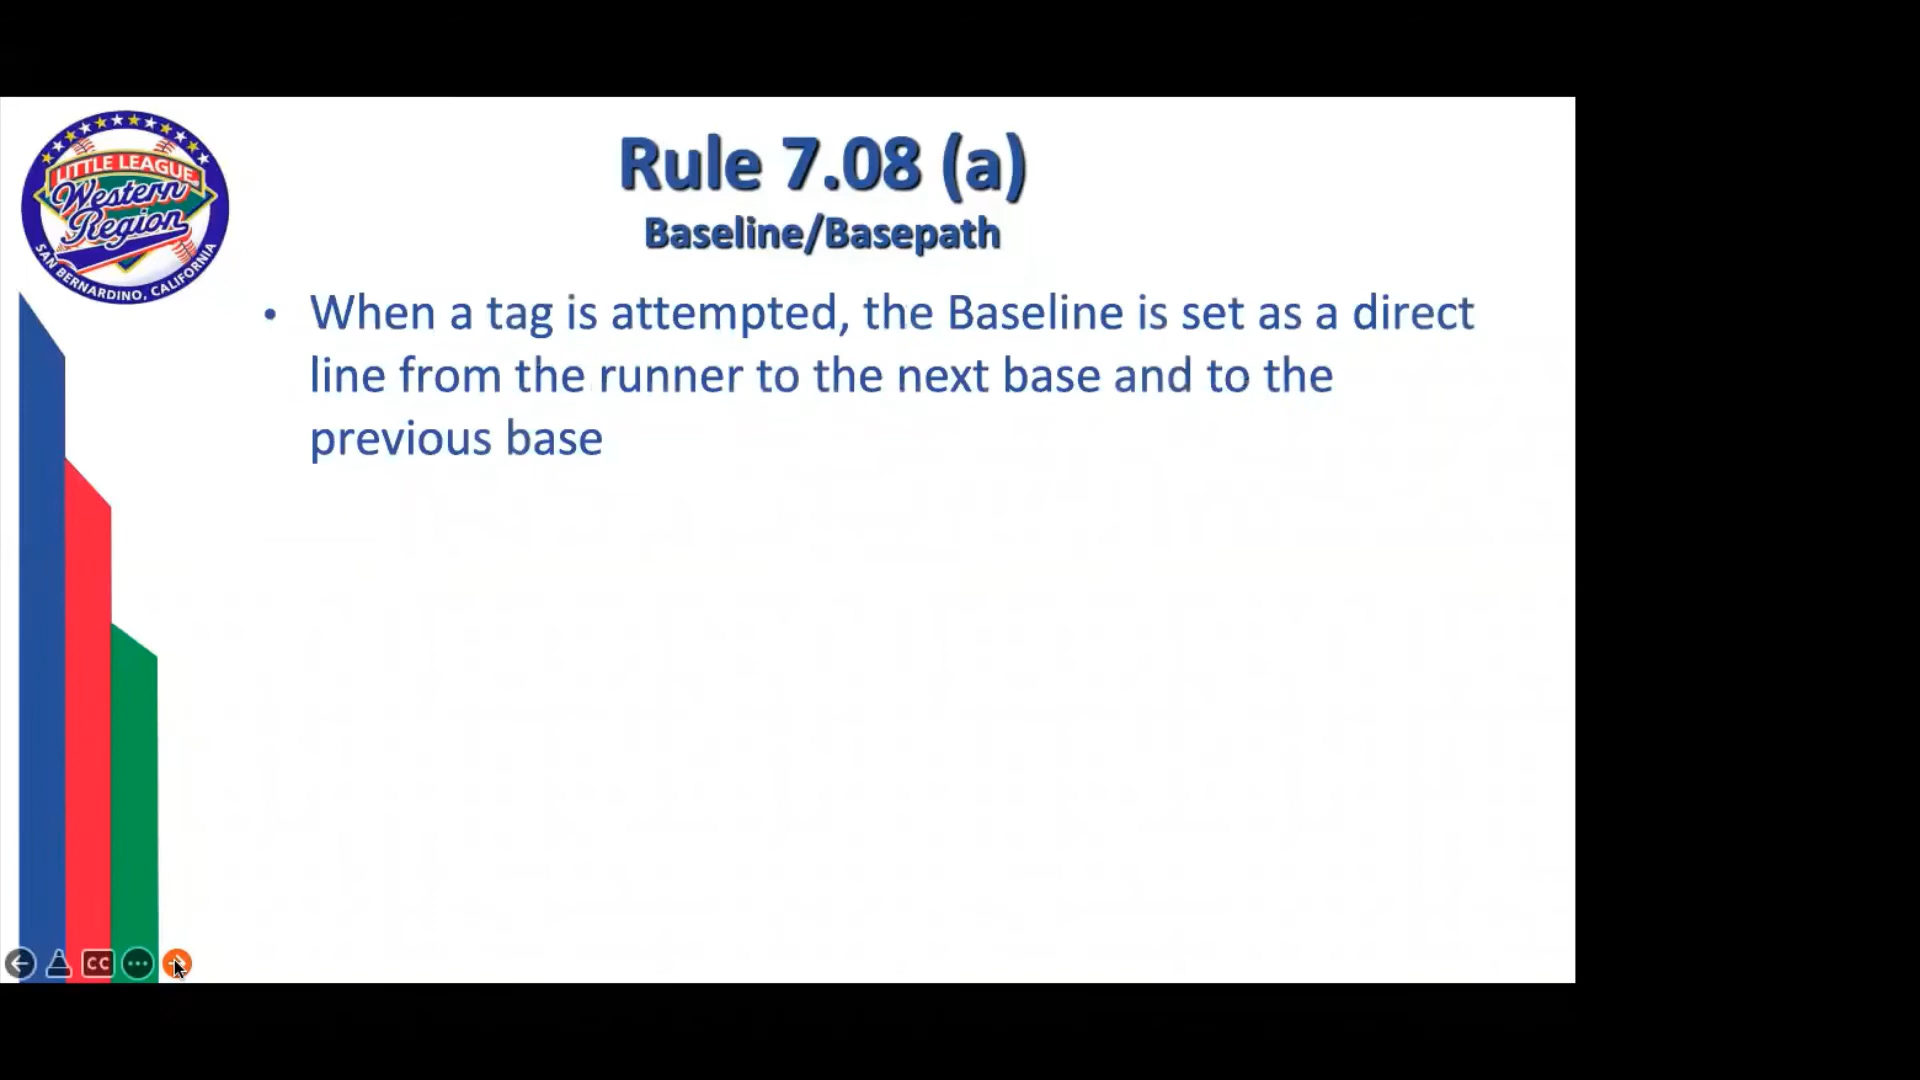 Rule 7.08 (a)
Baseline/Basepath
LITTLE LEAGUE
Western
Region
SAN BERNARDINO, CALIFORNIA
• When a tag is attempted, the Baseline is set as a direct
line from the runner to the next base and to the
previous base
CC